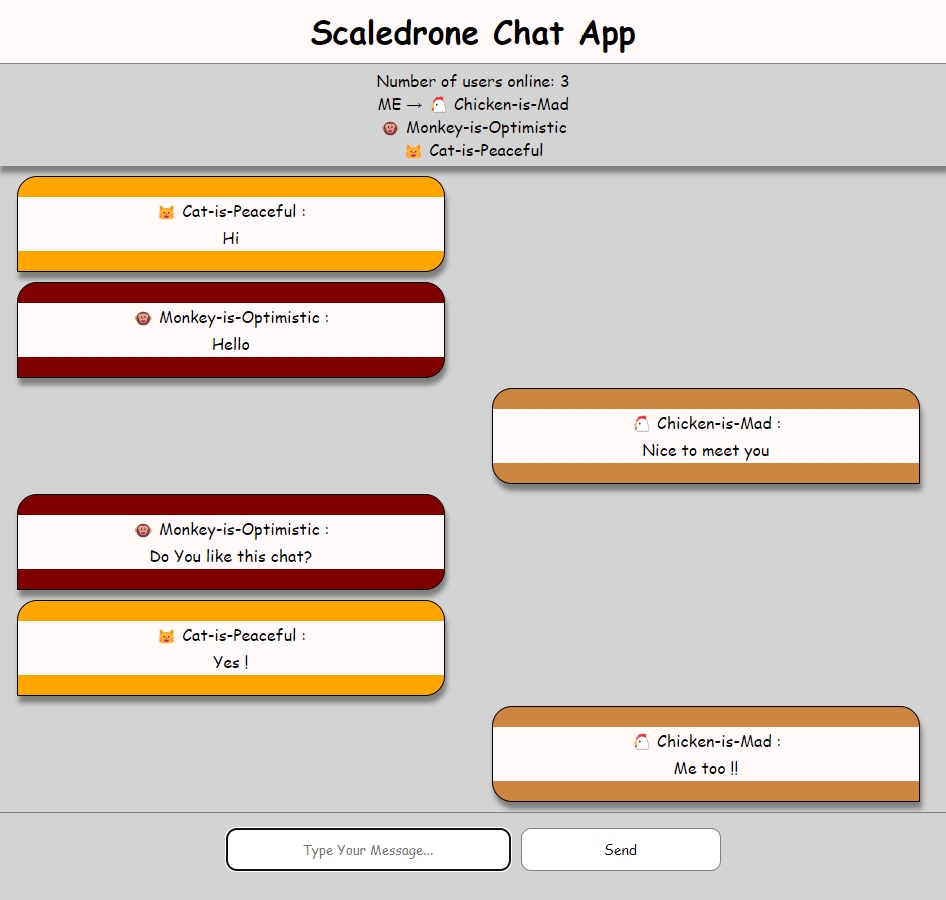 Scaledrone Chat App
Number of users online: 3
ME → 🐔 Chicken-is-Mad
🐵 Monkey-is-Optimistic
🐱 Cat-is-Peaceful
🐱 Cat-is-Peaceful :
Hi
🐵 Monkey-is-Optimistic :
Hello
🐔 Chicken-is-Mad :
Nice to meet you
🐵 Monkey-is-Optimistic :
Do You like this chat?
🐱 Cat-is-Peaceful :
Yes !
🐔 Chicken-is-Mad :
Me too !!
Type Your Message...
Send